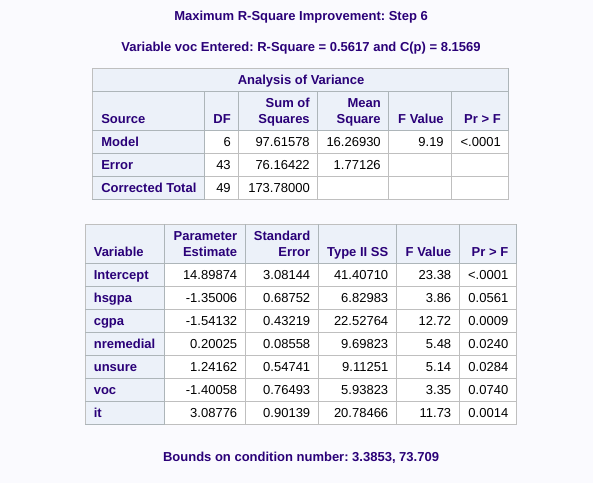 Maximum R-Square Improvement: Step 6
Variable voc Entered: R-Square = 0.5617 and C(p) = 8.1569
Analysis of Variance
Source DF Sum of Squares Mean Square F Value Pr > F
Model 6 97.61578 16.26930 9.19 <.0001
Error 43 76.16422 1.77126
Corrected Total 49 173.78000
Variable Parameter Estimate Standard Error Type II SS F Value Pr > F
Intercept 14.89874 3.08144 41.40710 23.38 <.0001
hsgpa -1.35006 0.68752 6.82983 3.86 0.0561
cgpa -1.54132 0.43219 22.52764 12.72 0.0009
nremedial 0.20025 0.08558 9.69823 5.48 0.0240
unsure 1.24162 0.54741 9.11251 5.14 0.0284
voc -1.40058 0.76493 5.93823 3.35 0.0740
it 3.08776 0.90139 20.78466 11.73 0.0014
Bounds on condition number: 3.3853, 73.709